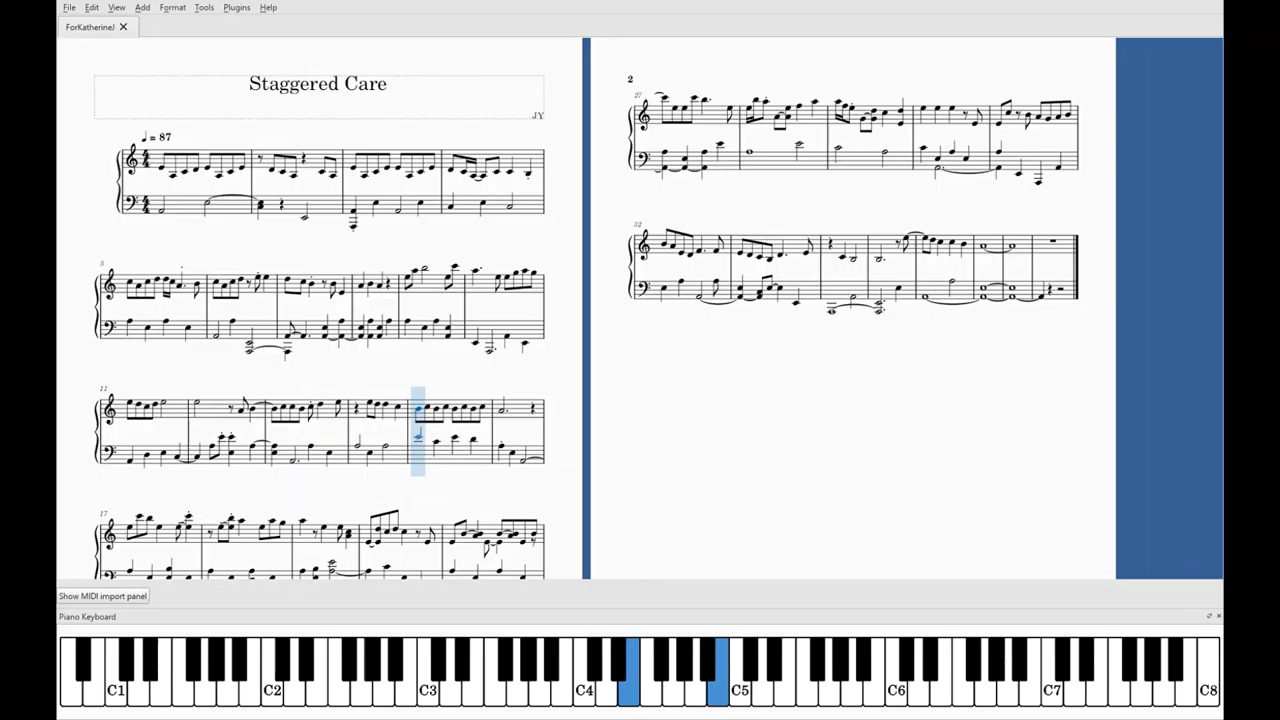 File Edit View Add Format Tools Plugins Help
ForKatherineJ
Staggered Care
JY
= 87
5
11
17
2
27
32
Show MIDI import panel
Piano Keyboard
C1 C2 C3 C4 C5 C6 C7 C8